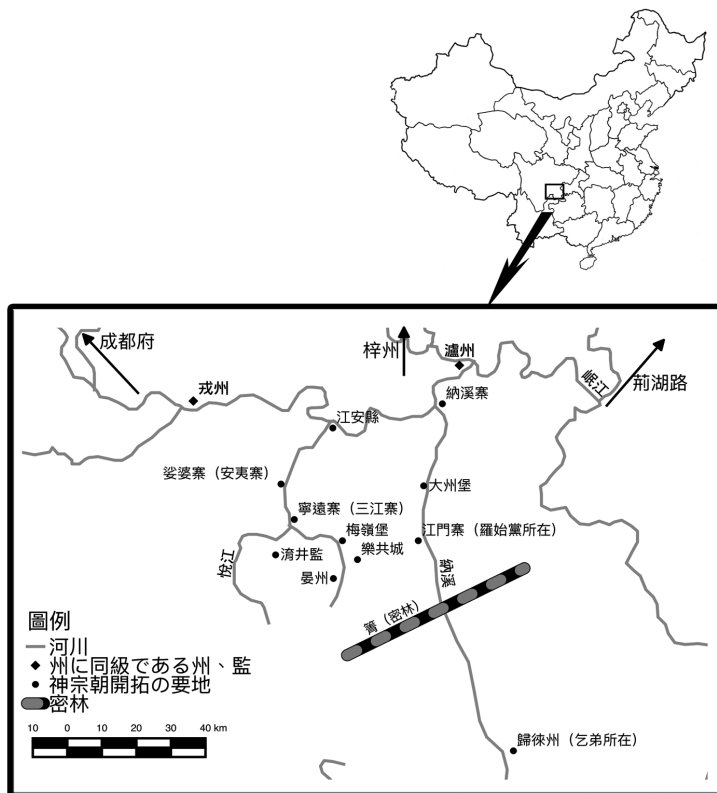 成都府
梓州
瀘州
岷江
荊湖路
戎州
納溪寨
江安縣
娑婆寨（安夷寨）
大州堡
寧遠寨（三江寨）
梅嶺堡
江門寨（羅始黨所在）
樂共城
淯井監
悅江
晏州
納溪
箐（密林）
圖例
河川
州に同級である州、監
神宗朝開拓の要地
密林
10 0 10 20 30 40 km
歸徠州（乞弟所在）